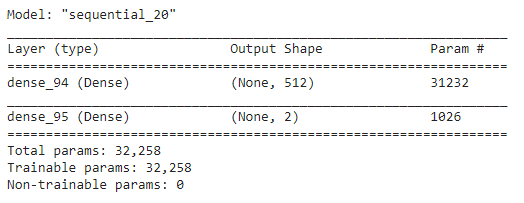 Model: "sequential_20"
_________________________________________________________________
Layer (type)                 Output Shape              Param #
=================================================================
dense_94 (Dense)             (None, 512)               31232
_________________________________________________________________
dense_95 (Dense)             (None, 2)                 1026
=================================================================
Total params: 32,258
Trainable params: 32,258
Non-trainable params: 0